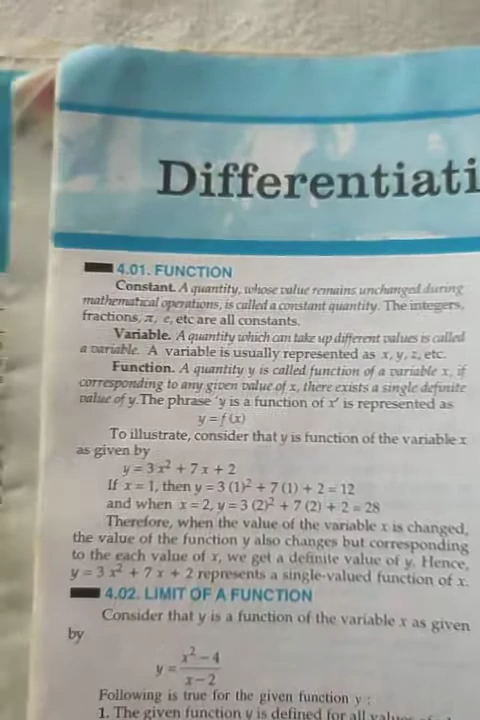 Differentiati
4.01. FUNCTION
Constant. A quantity, whose value remains unchanged during
mathematical operations, is called a constant quantity. The integers,
fractions, π, e, etc are all constants.
Variable. A quantity which can take up different values is called
a variable. A variable is usually represented as x, y, z, etc.
Function. A quantity y is called function of a variable x, if
corresponding to any given value of x, there exists a single definite
value of y. The phrase 'y is a function of x' is represented as
y = f (x)
To illustrate, consider that y is function of the variable x
as given by
y = 3 x² + 7 x + 2
If x = 1, then y = 3 (1)² + 7 (1) + 2 = 12
and when x = 2, y = 3 (2)² + 7 (2) + 2 = 28
Therefore, when the value of the variable x is changed,
the value of the function y also changes but corresponding
to the each value of x, we get a definite value of y. Hence,
y = 3 x² + 7 x + 2 represents a single-valued function of x.
4.02. LIMIT OF A FUNCTION
Consider that y is a function of the variable x as given
by
y = x² – 4
x – 2
Following is true for the given function y :
1. The given function y is defined for all values